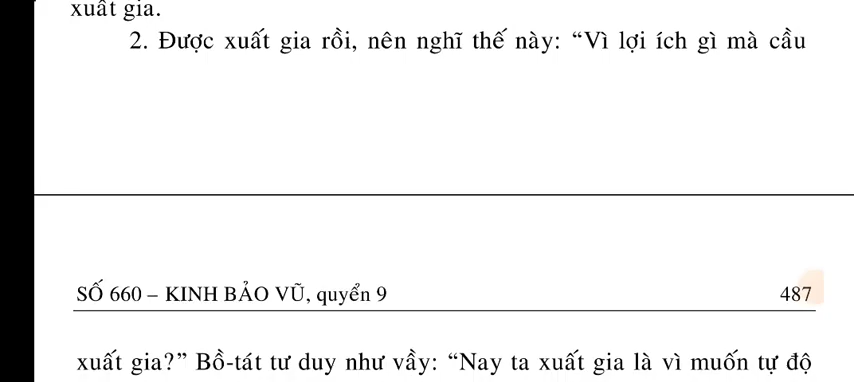 xuất gia.
2. Được xuất gia rồi, nên nghĩ thế này: “Vì lợi ích gì mà cầu
SỐ 660 – KINH BẢO VŨ, quyển 9 487
xuất gia?” Bồ-tát tư duy như vầy: “Nay ta xuất gia là vì muốn tự độ